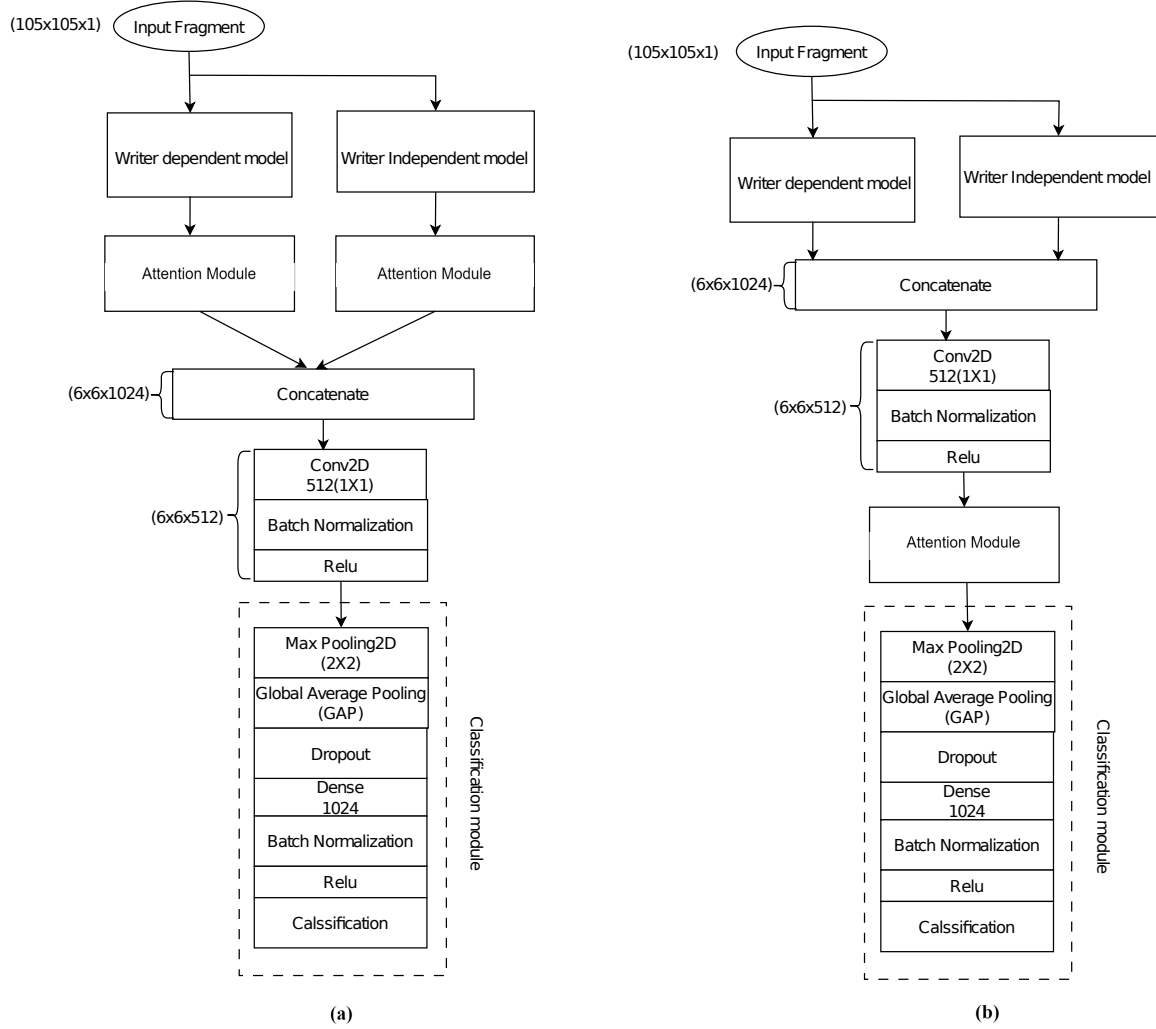 (105x105x1)
Input Fragment
Writer dependent model
Writer Independent model
Attention Module
Attention Module
(6x6x1024)
Concatenate
(6x6x512)
Conv2D
512(1X1)
Batch Normalization
Relu
Max Pooling2D
(2X2)
Global Average Pooling
(GAP)
Dropout
Dense
1024
Batch Normalization
Relu
Calssification
Classification module
(a)
(105x105x1)
Input Fragment
Writer dependent model
Writer Independent model
(6x6x1024)
Concatenate
(6x6x512)
Conv2D
512(1X1)
Batch Normalization
Relu
Attention Module
Max Pooling2D
(2X2)
Global Average Pooling
(GAP)
Dropout
Dense
1024
Batch Normalization
Relu
Calssification
Classification module
(b)